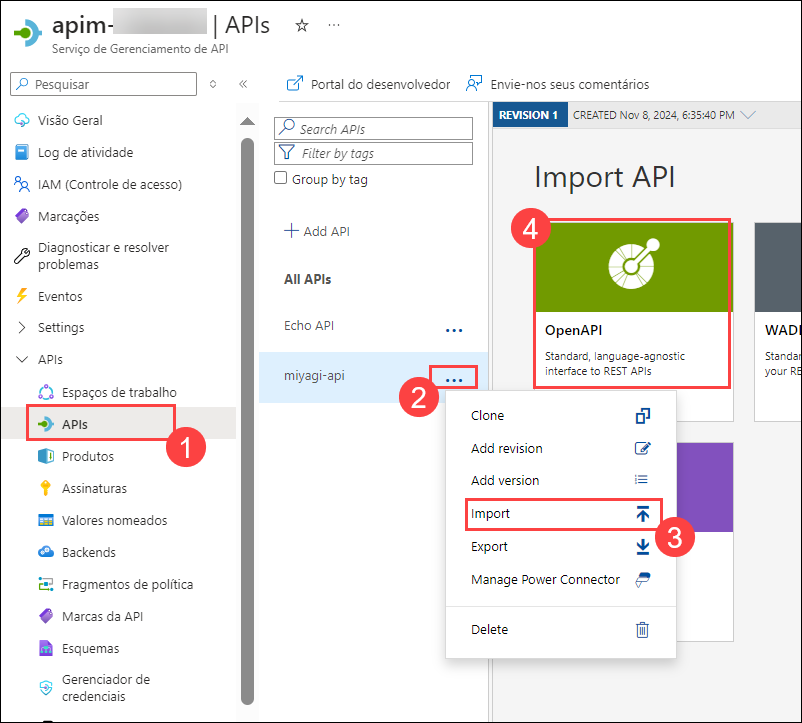 apim- | APIs
Serviço de Gerenciamento de API
Pesquisar
Portal do desenvolvedor
Envie-nos seus comentários
Visão Geral
Log de atividade
IAM (Controle de acesso)
Marcações
Diagnosticar e resolver
problemas
Eventos
Settings
APIs
Espaços de trabalho
APIs
1
Produtos
Assinaturas
Valores nomeados
Backends
Fragmentos de política
Marcas da API
Esquemas
Gerenciador de
credenciais
Search APIs
Filter by tags
Group by tag
Add API
All APIs
Echo API
...
miyagi-api
...
2
Clone
Add revision
Add version
Import
3
Export
Manage Power Connector
Delete
REVISION 1
CREATED Nov 8, 2024, 6:35:40 PM
Import API
4
OpenAPI
Standard, language-agnostic
interface to REST APIs